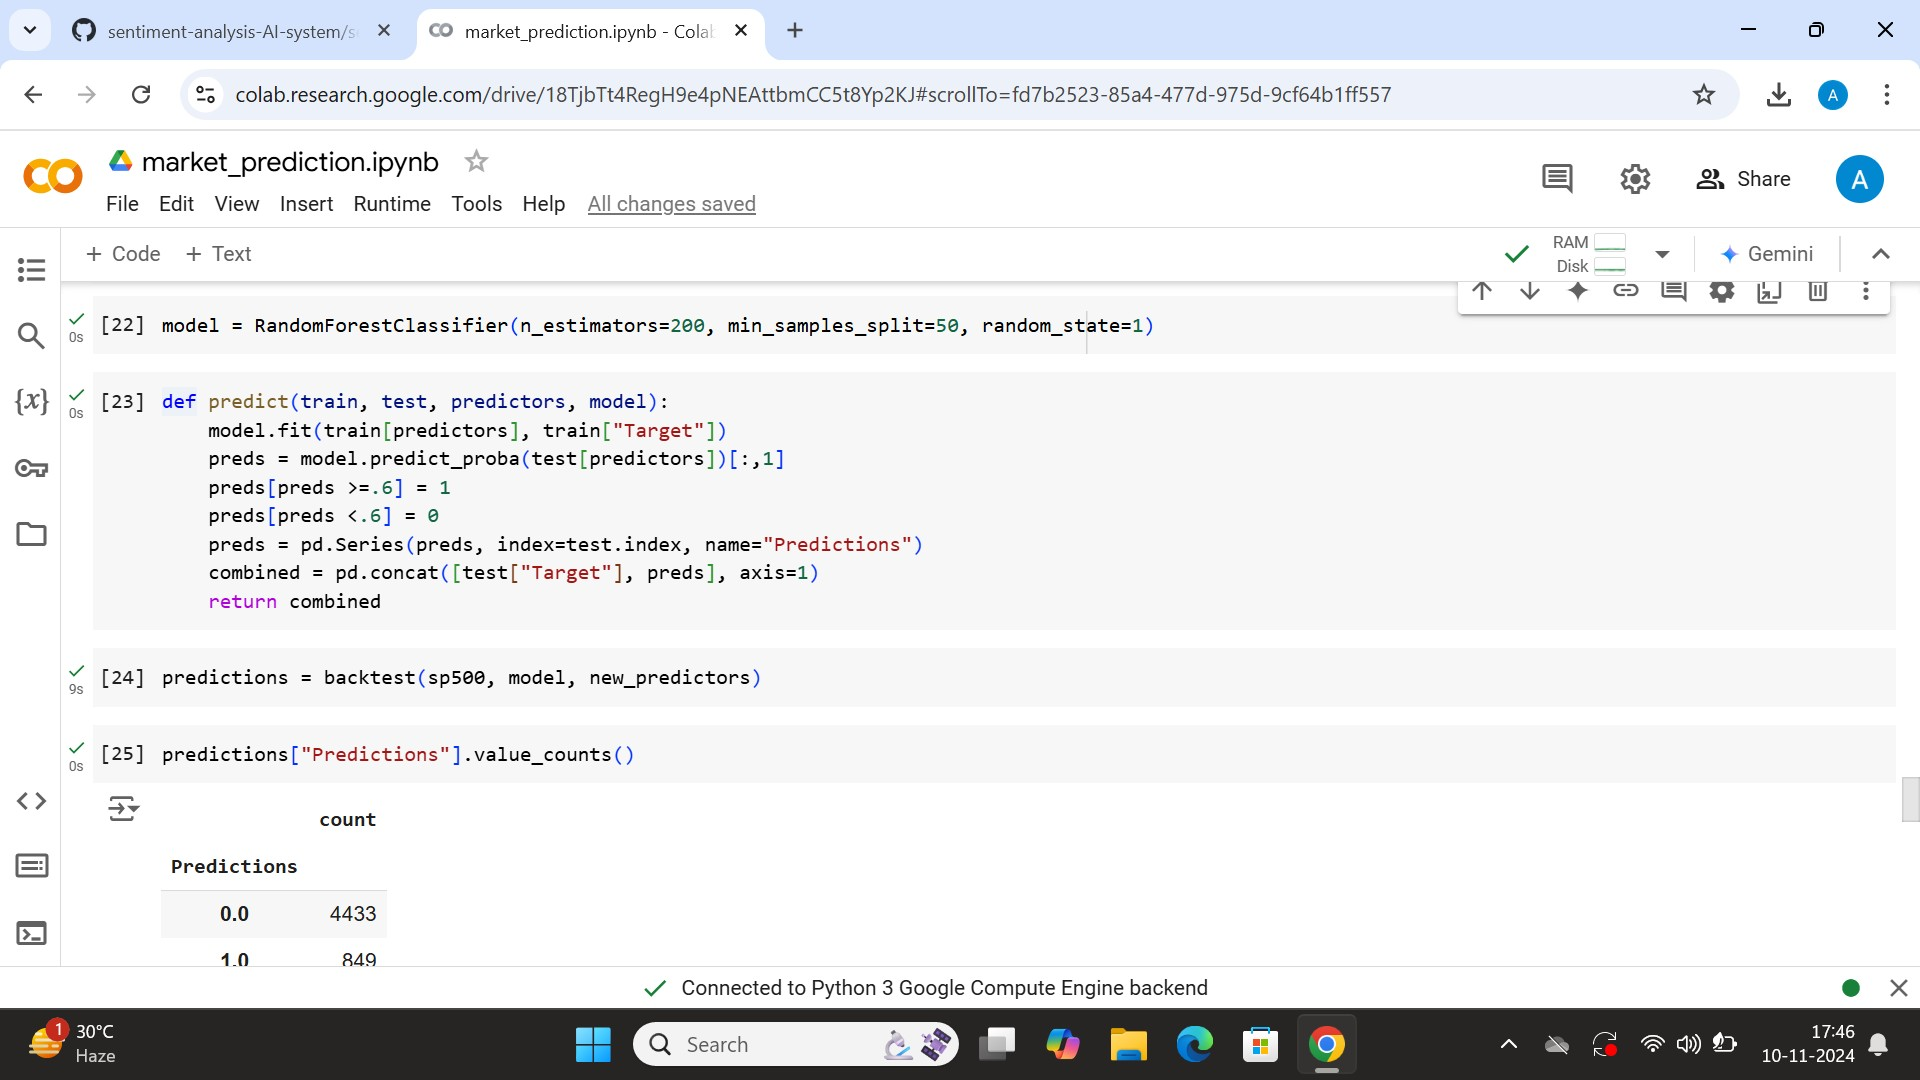 sentiment-analysis-AI-system/s
market_prediction.ipynb - Colab
colab.research.google.com/drive/18TjbTt4RegH9e4pNEAttbmCC5t8Yp2KJ#scrollTo=fd7b2523-85a4-477d-975d-9cf64b1ff557
A
market_prediction.ipynb
File Edit View Insert Runtime Tools Help All changes saved
Share
A
+ Code + Text
RAM
Disk
Gemini
[22] model = RandomForestClassifier(n_estimators=200, min_samples_split=50, random_state=1)
0s
[23] def predict(train, test, predictors, model):
0s
model.fit(train[predictors], train["Target"])
preds = model.predict_proba(test[predictors])[:,1]
preds[preds >=.6] = 1
preds[preds <.6] = 0
preds = pd.Series(preds, index=test.index, name="Predictions")
combined = pd.concat([test["Target"], preds], axis=1)
return combined
[24] predictions = backtest(sp500, model, new_predictors)
9s
[25] predictions["Predictions"].value_counts()
0s
count
Predictions
0.0 4433
1.0 849
Connected to Python 3 Google Compute Engine backend
1
30°C
Haze
Search
17:46
10-11-2024